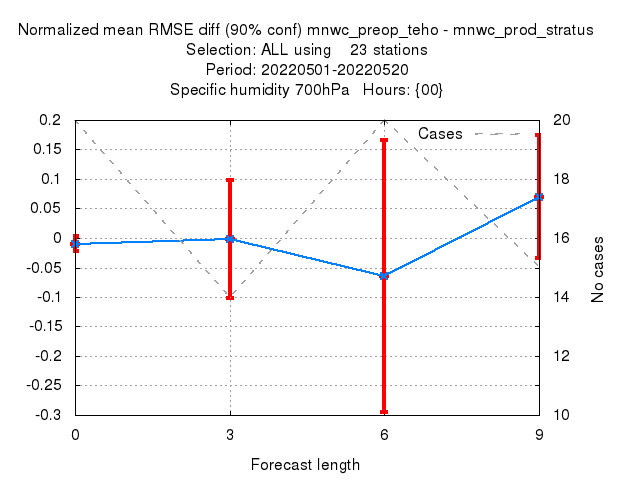 Normalized mean RMSE diff (90% conf) mnwc_preop_teho - mnwc_prod_stratus
Selection: ALL using 23 stations
Period: 20220501-20220520
Specific humidity 700hPa Hours: {00}
Cases
0.2
0.15
0.1
0.05
0
-0.05
-0.1
-0.15
-0.2
-0.25
-0.3
20
18
16
14
12
10
No cases
0 3 6 9
Forecast length